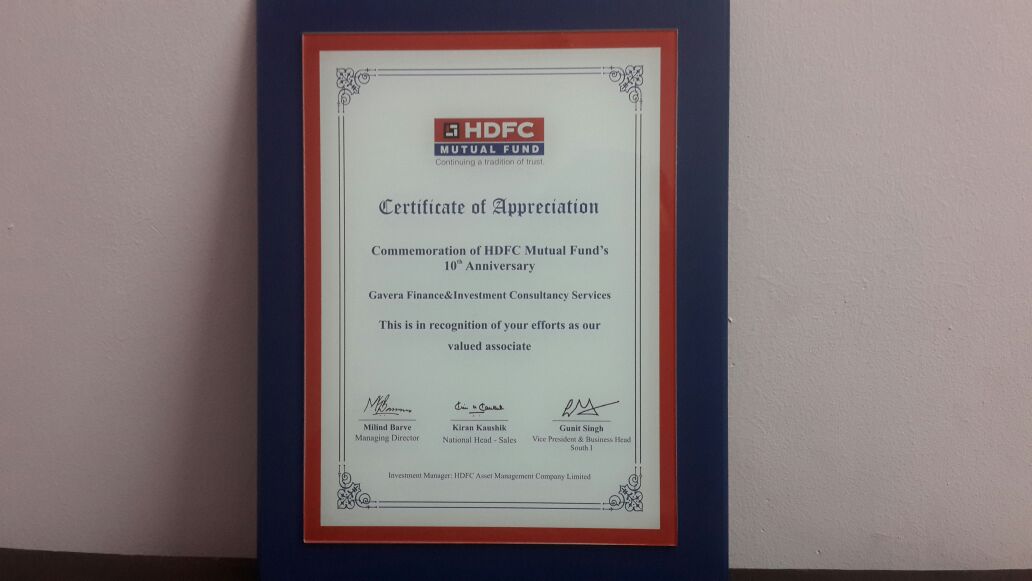 HDFC
MUTUAL FUND
Continuing a tradition of trust.
Certificate of Appreciation
Commemoration of HDFC Mutual Fund's
10th Anniversary
Gavera Finance&Investment Consultancy Services
This is in recognition of your efforts as our
valued associate
Milind Barve
Managing Director
Kiran Kaushik
National Head - Sales
Gunit Singh
Vice President & Business Head
South I
Investment Manager: HDFC Asset Management Company Limited